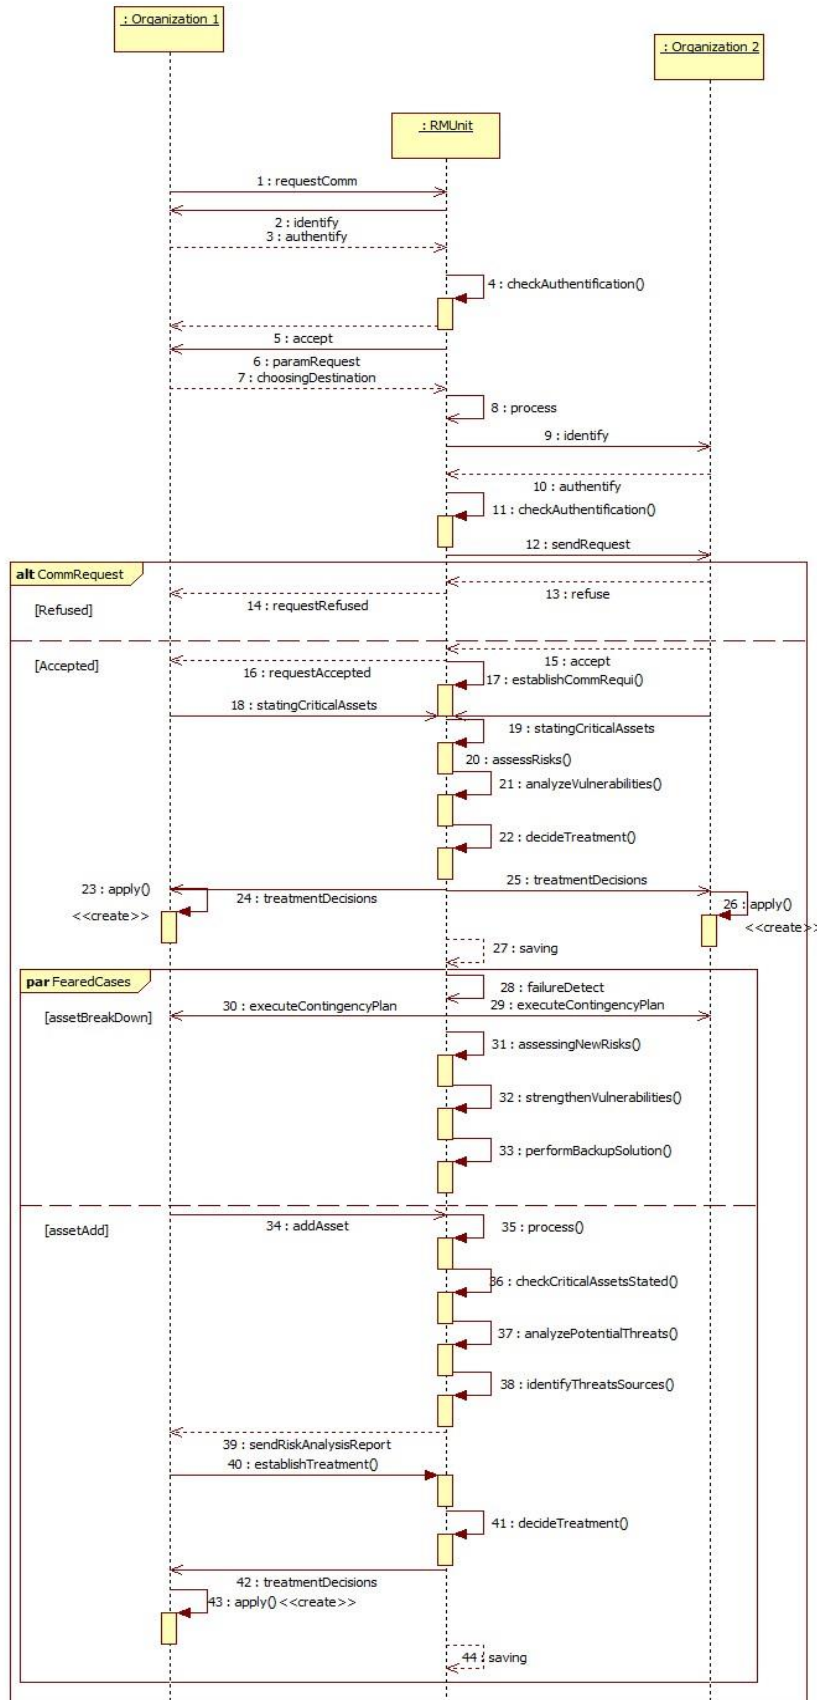 : Organization 1
: Organization 2
: RMUnit
1 : requestComm
2 : identify
3 : authentify
4 : checkAuthentification()
5 : accept
6 : paramRequest
7 : choosingDestination
8 : process
9 : identify
10 : authentify
11 : checkAuthentification()
12 : sendRequest
alt CommRequest
13 : refuse
14 : requestRefused
[Refused]
15 : accept
[Accepted]
16 : requestAccepted
17 : establishCommRequi()
18 : statingCriticalAssets
19 : statingCriticalAssets
20 : assessRisks()
21 : analyzeVulnerabilities()
22 : decideTreatment()
23 : apply()
<<create>>
24 : treatmentDecisions
25 : treatmentDecisions
26 : apply()
<<create>>
27 : saving
par FearedCases
28 : failureDetect
[assetBreakDown]
30 : executeContingencyPlan
29 : executeContingencyPlan
31 : assessingNewRisks()
32 : strengthenVulnerabilities()
33 : performBackupSolution()
[assetAdd]
34 : addAsset
35 : process()
36 : checkCriticalAssetsStated()
37 : analyzePotentialThreats()
38 : identifyThreatsSources()
39 : sendRiskAnalysisReport
40 : establishTreatment()
41 : decideTreatment()
42 : treatmentDecisions
43 : apply() <<create>>
44 : saving